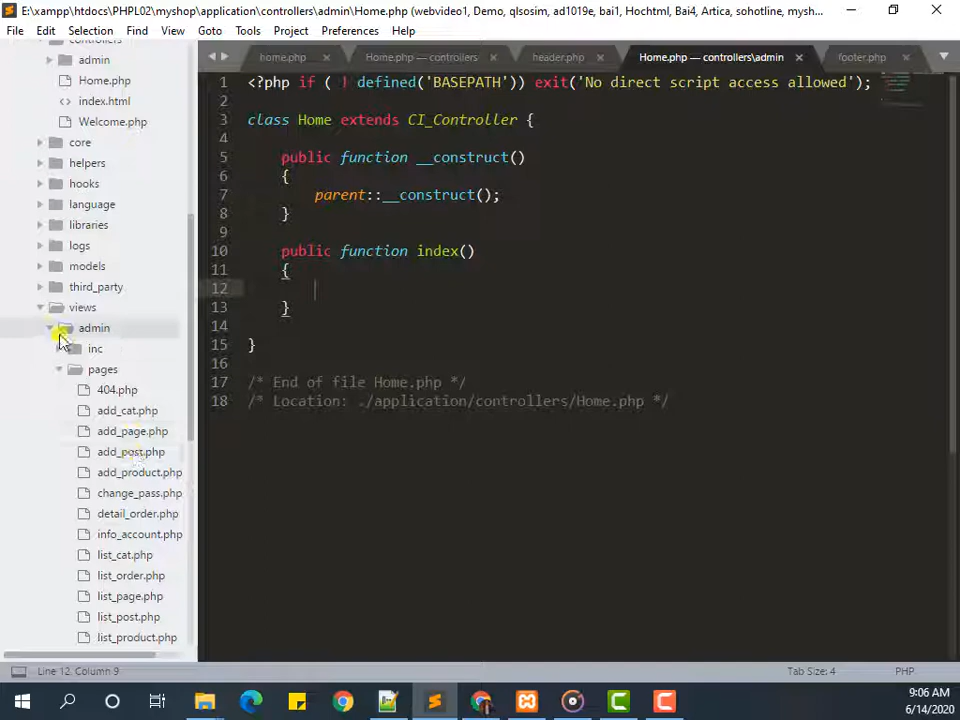 E:\xampp\htdocs\PHPL02\myshop\application\controllers\admin\Home.php (webvideo1, Demo, qlsosim, ad1019e, bai1, Hochtml, Bai4, Artica, sohotline, mysh...
File Edit Selection Find View Goto Tools Project Preferences Help
home.php Home.php — controllers header.php Home.php — controllers\admin footer.php
admin
Home.php
index.html
Welcome.php
core
helpers
hooks
language
libraries
logs
models
third_party
views
admin
inc
pages
404.php
add_cat.php
add_page.php
add_post.php
add_product.php
change_pass.php
detail_order.php
info_account.php
list_cat.php
list_order.php
list_page.php
list_post.php
list_product.php
1 <?php if ( ! defined('BASEPATH')) exit('No direct script access allowed');
2
3 class Home extends CI_Controller {
4
5 public function __construct()
6 {
7 parent::__construct();
8 }
9
10 public function index()
11 {
12
13 }
14
15 }
16
17 /* End of file Home.php */
18 /* Location: ./application/controllers/Home.php */
Line 12, Column 9 Tab Size: 4 PHP
9:06 AM
6/14/2020